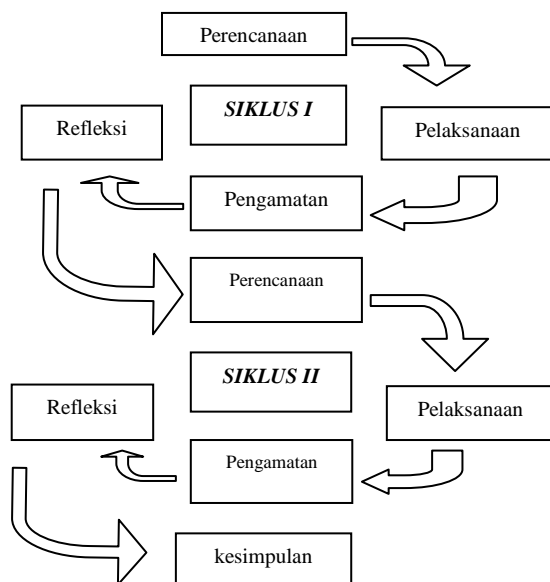 Perencanaan
SIKLUS I
Refleksi
Pelaksanaan
Pengamatan
Perencanaan
SIKLUS II
Refleksi
Pelaksanaan
Pengamatan
kesimpulan